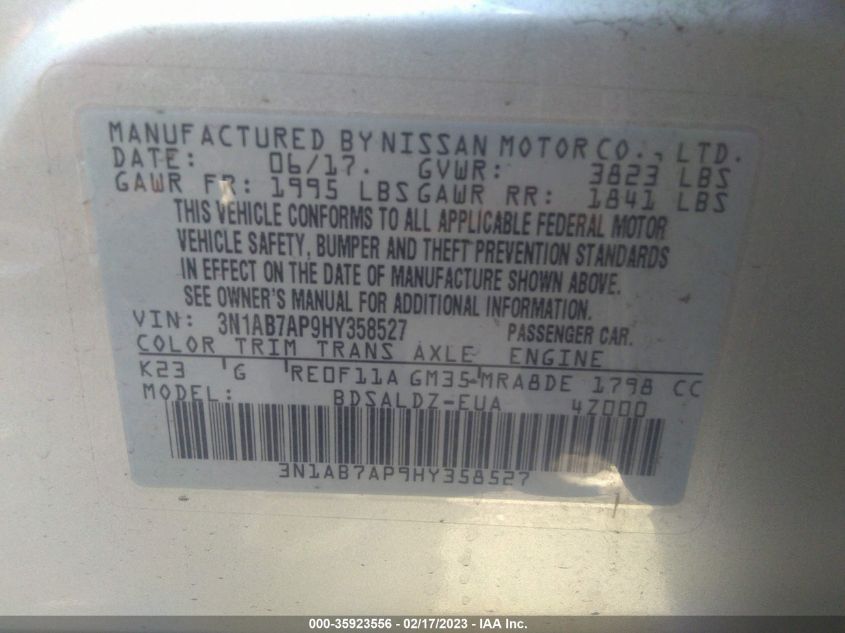 MANUFACTURED BY NISSAN MOTOR CO., LTD.
DATE: 06/17. GVWR: 3823 LBS
GAWR FR: 1995 LBS GAWR RR: 1841 LBS
THIS VEHICLE CONFORMS TO ALL APPLICABLE FEDERAL MOTOR
VEHICLE SAFETY, BUMPER AND THEFT PREVENTION STANDARDS
IN EFFECT ON THE DATE OF MANUFACTURE SHOWN ABOVE.
SEE OWNER'S MANUAL FOR ADDITIONAL INFORMATION.
VIN: 3N1AB7AP9HY358527 PASSENGER CAR.
COLOR TRIM TRANS AXLE ENGINE
K23 G RE0F11A GM35 MRA8DE 1798 CC
MODEL: BDSALDZ-EUA 4Z000
3N1AB7AP9HY358527
000-35923556 - 02/17/2023 - IAA Inc.